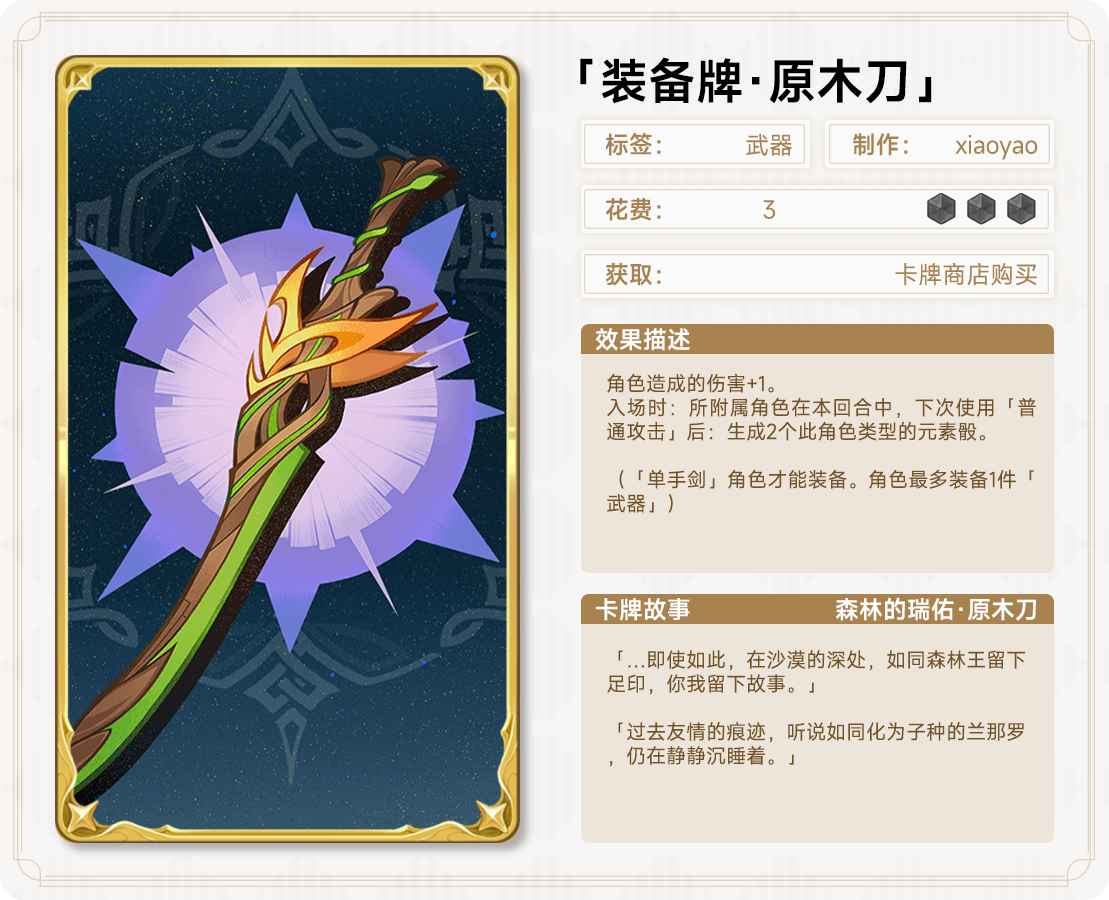 「装备牌·原木刀」
标签： 武器
制作： xiaoyao
花费： 3
获取： 卡牌商店购买
效果描述
角色造成的伤害+1。
入场时：所附属角色在本回合中，下次使用「普
通攻击」后：生成2个此角色类型的元素骰。
（「单手剑」角色才能装备。角色最多装备1件「
武器」）
卡牌故事 森林的瑞佑·原木刀
「…即使如此，在沙漠的深处，如同森林王留下
足印，你我留下故事。」
「过去友情的痕迹，听说如同化为子种的兰那罗
，仍在静静沉睡着。」